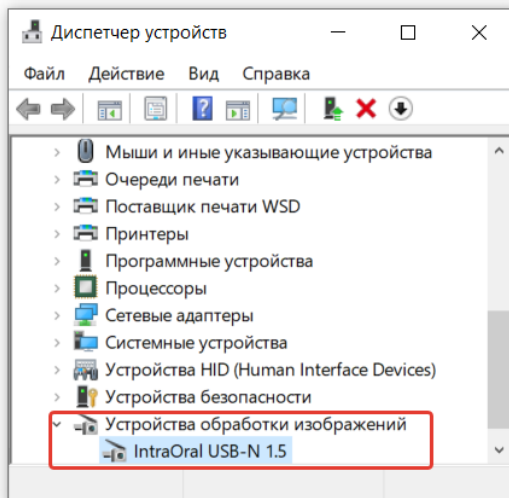 Диспетчер устройств
Файл Действие Вид Справка
Мыши и иные указывающие устройства
Очереди печати
Поставщик печати WSD
Принтеры
Программные устройства
Процессоры
Сетевые адаптеры
Системные устройства
Устройства HID (Human Interface Devices)
Устройства безопасности
Устройства обработки изображений
IntraOral USB-N 1.5